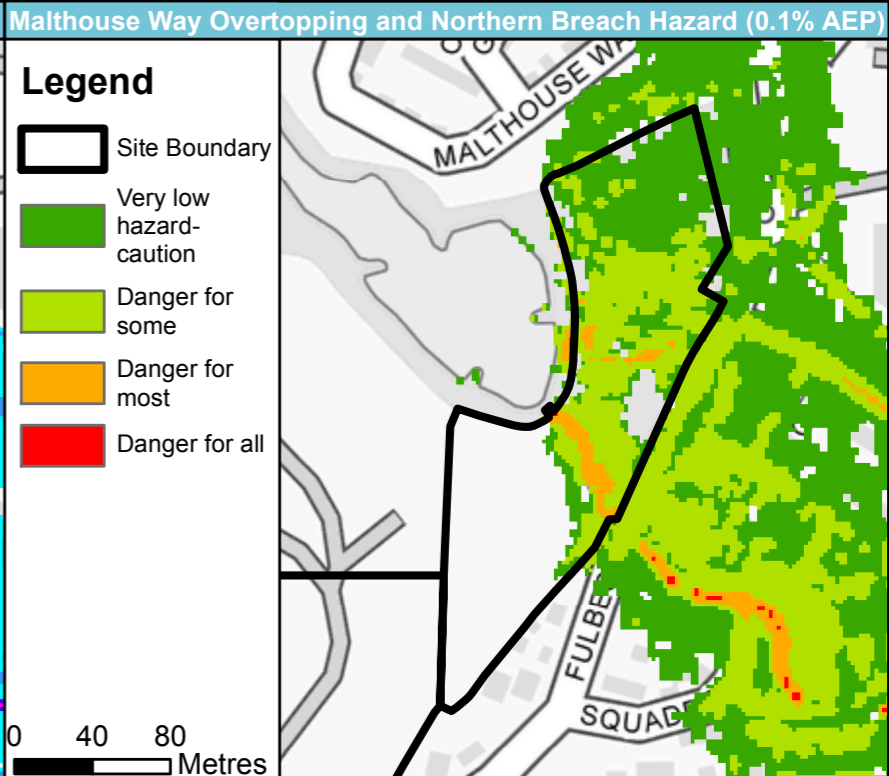 Malthouse Way Overtopping and Northern Breach Hazard (0.1% AEP)
Legend
Site Boundary
Very low
hazard-
caution
Danger for
some
Danger for
most
Danger for all
0 40 80
Metres
MALTHOUSE WA
FULBE
SQUAD